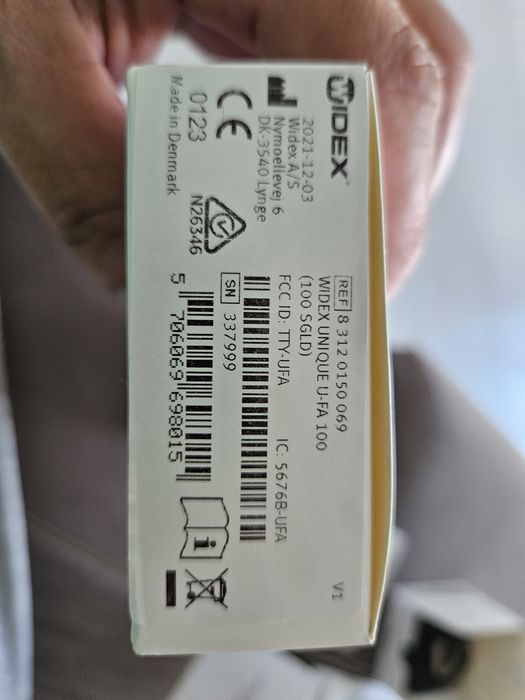 WIDEX®
2021-12-03
Widex A/S
Nymoellevej 6
DK-3540 Lynge
CE
0123
N26346
Made in Denmark
REF 8 312 0150 069
WIDEX UNIQUE U-FA 100
(100 SGLD)
FCC ID: TTY-UFA IC: 5676B-UFA
SN 337999
5 706069 698015
V1